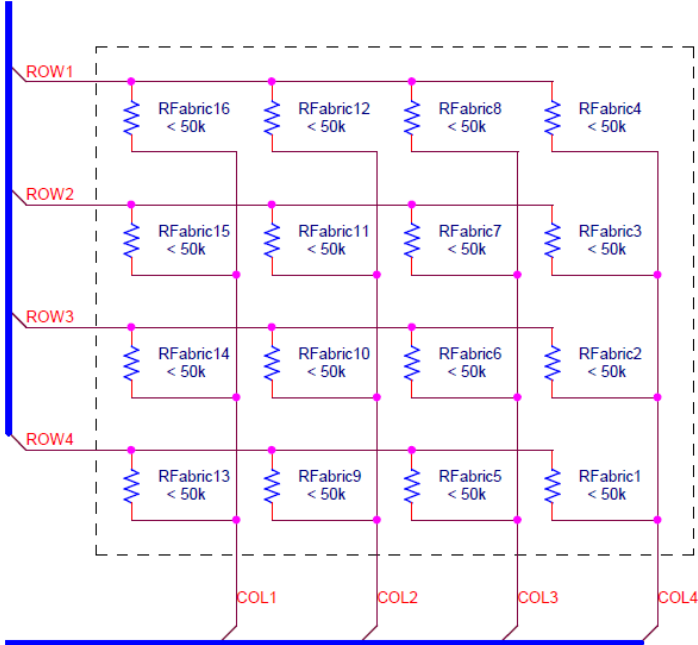 ROW1
RFabric16 RFabric12 RFabric8 RFabric4
< 50k < 50k < 50k < 50k
ROW2
RFabric15 RFabric11 RFabric7 RFabric3
< 50k < 50k < 50k < 50k
ROW3
RFabric14 RFabric10 RFabric6 RFabric2
< 50k < 50k < 50k < 50k
ROW4
RFabric13 RFabric9 RFabric5 RFabric1
< 50k < 50k < 50k < 50k
COL1 COL2 COL3 COL4